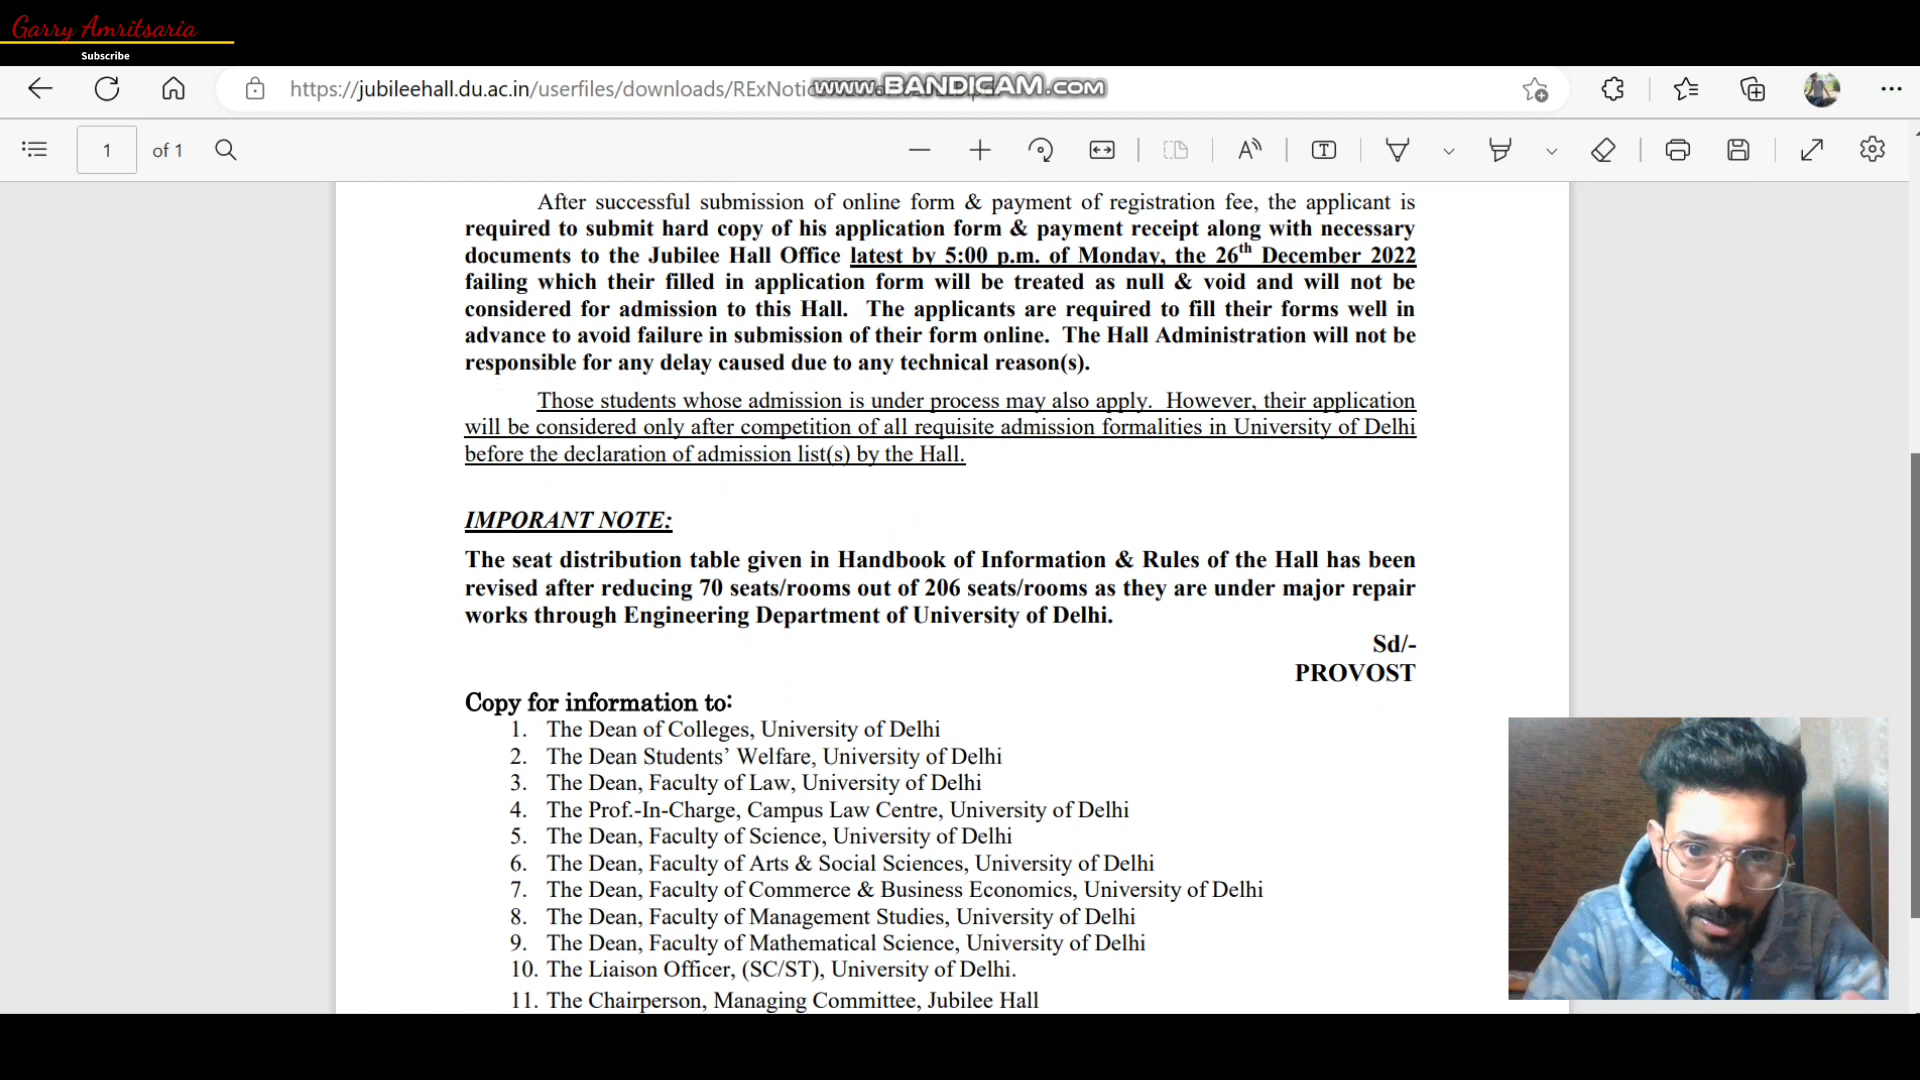 Garry Amritsaria
Subscribe
https://jubileehall.du.ac.in/userfiles/downloads/RExNotic
www.BANDICAM.com
1 of 1
After successful submission of online form & payment of registration fee, the applicant is
required to submit hard copy of his application form & payment receipt along with necessary
documents to the Jubilee Hall Office latest by 5:00 p.m. of Monday, the 26th December 2022
failing which their filled in application form will be treated as null & void and will not be
considered for admission to this Hall. The applicants are required to fill their forms well in
advance to avoid failure in submission of their form online. The Hall Administration will not be
responsible for any delay caused due to any technical reason(s).
Those students whose admission is under process may also apply. However, their application
will be considered only after competition of all requisite admission formalities in University of Delhi
before the declaration of admission list(s) by the Hall.
IMPORANT NOTE:
The seat distribution table given in Handbook of Information & Rules of the Hall has been
revised after reducing 70 seats/rooms out of 206 seats/rooms as they are under major repair
works through Engineering Department of University of Delhi.
Sd/-
PROVOST
Copy for information to:
1. The Dean of Colleges, University of Delhi
2. The Dean Students’ Welfare, University of Delhi
3. The Dean, Faculty of Law, University of Delhi
4. The Prof.-In-Charge, Campus Law Centre, University of Delhi
5. The Dean, Faculty of Science, University of Delhi
6. The Dean, Faculty of Arts & Social Sciences, University of Delhi
7. The Dean, Faculty of Commerce & Business Economics, University of Delhi
8. The Dean, Faculty of Management Studies, University of Delhi
9. The Dean, Faculty of Mathematical Science, University of Delhi
10. The Liaison Officer, (SC/ST), University of Delhi.
11. The Chairperson, Managing Committee, Jubilee Hall